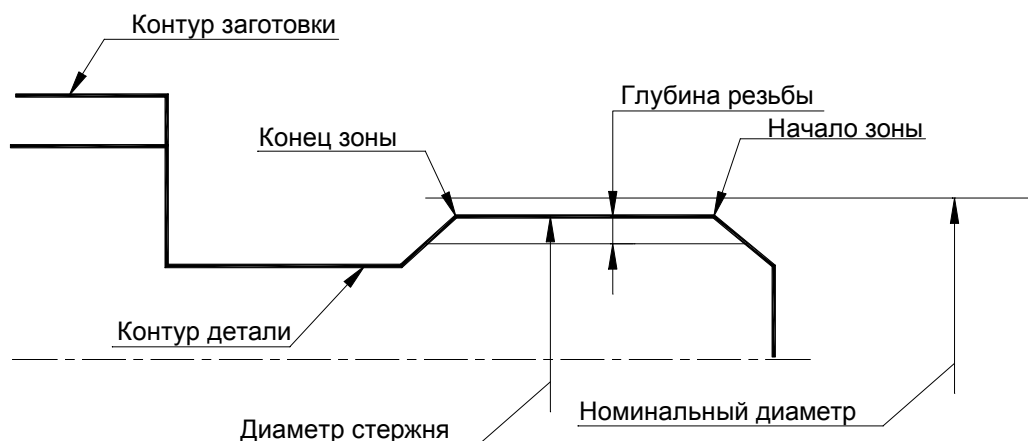 Контур заготовки
Глубина резьбы
Начало зоны
Конец зоны
Контур детали
Номинальный диаметр
Диаметр стержня